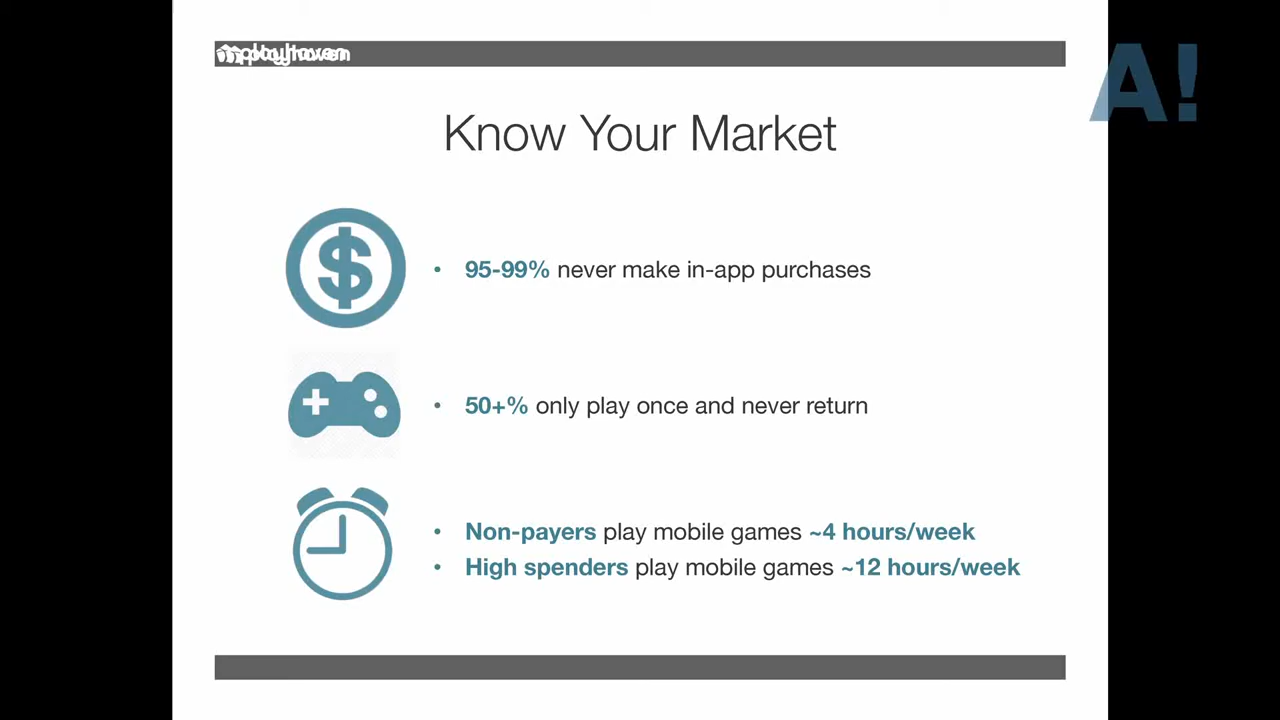 playhaven
A!
Know Your Market
$
• 95-99% never make in-app purchases
• 50+% only play once and never return
• Non-payers play mobile games ~4 hours/week
• High spenders play mobile games ~12 hours/week